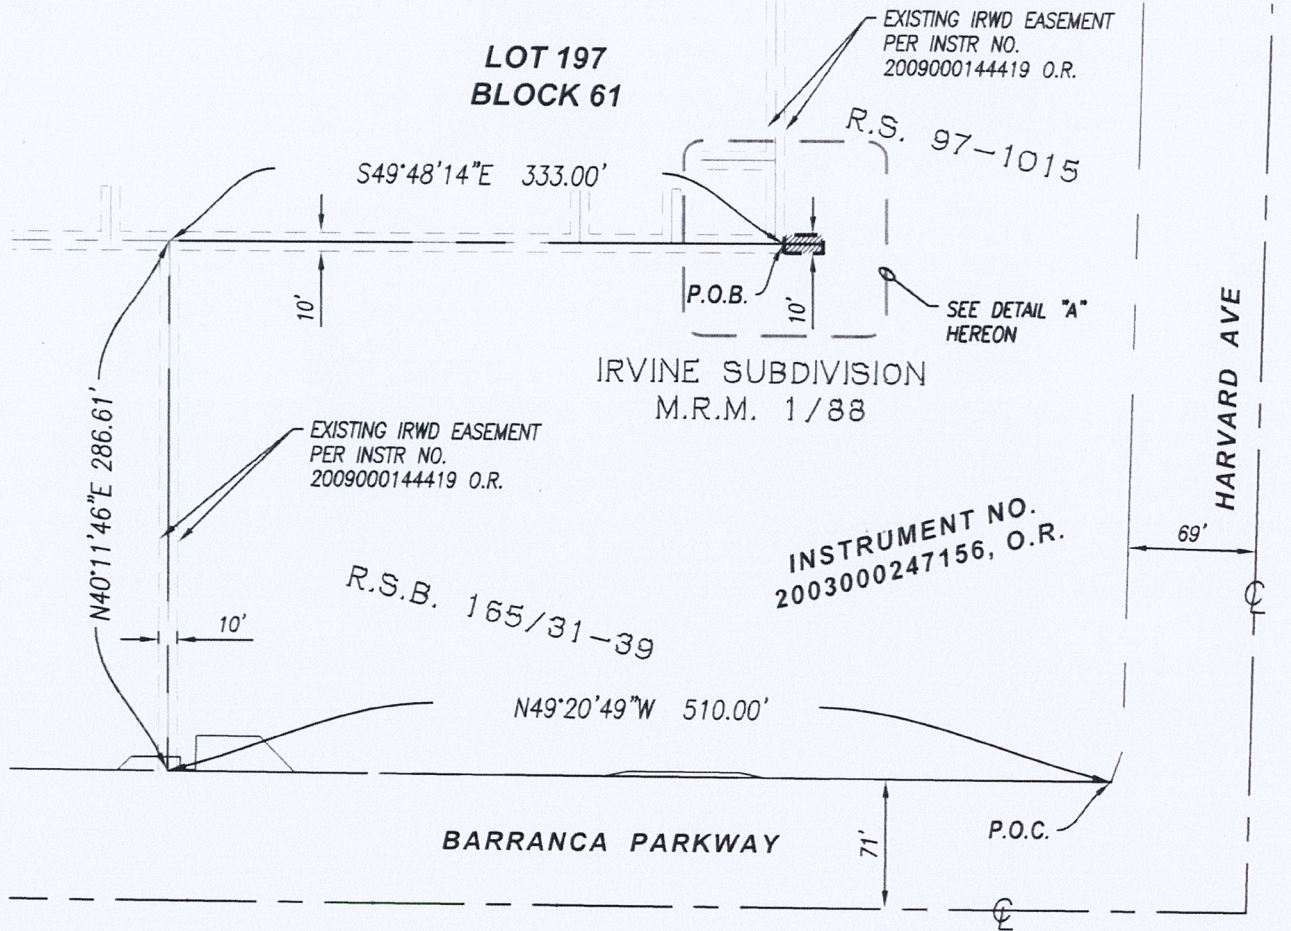 EXISTING IRWD EASEMENT
PER INSTR NO.
2009000144419 O.R.
LOT 197
BLOCK 61
R.S. 97-1015
S49°48'14"E 333.00'
P.O.B.
10'
10'
SEE DETAIL "A"
HEREON
IRVINE SUBDIVISION
M.R.M. 1/88
HARVARD AVE
N40°11'46"E 286.61'
EXISTING IRWD EASEMENT
PER INSTR NO.
2009000144419 O.R.
INSTRUMENT NO.
2003000247156, O.R.
69'
℄
R.S.B. 165/31-39
10'
N49°20'49"W 510.00'
BARRANCA PARKWAY
71'
P.O.C.
℄